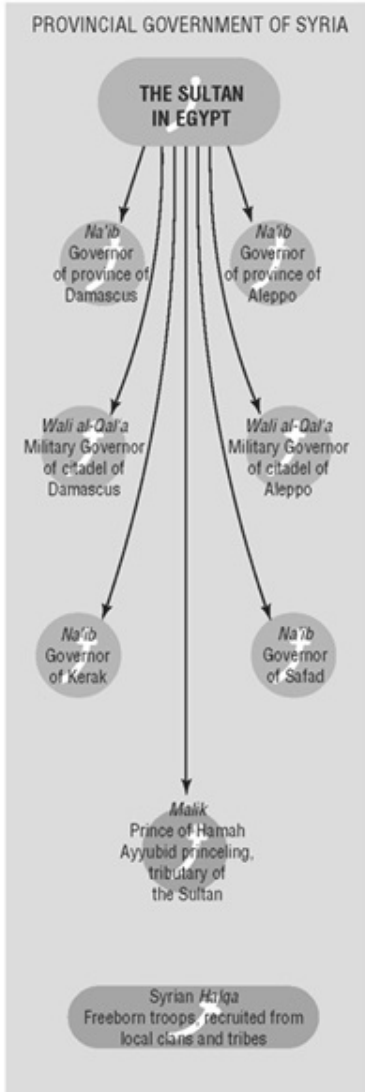 PROVINCIAL GOVERNMENT OF SYRIA
THE SULTAN
IN EGYPT
Na'ib
Governor
of province of
Damascus
Na'ib
Governor
of province of
Aleppo
Wali al-Qal'a
Military Governor
of citadel of
Damascus
Wali al-Qal'a
Military Governor
of citadel of
Aleppo
Na'ib
Governor
of Kerak
Na'ib
Governor
of Safad
Malik
Prince of Hamah
Ayyubid princeling,
tributary of
the Sultan
Syrian Halqa
Freeborn troops, recruited from
local clans and tribes